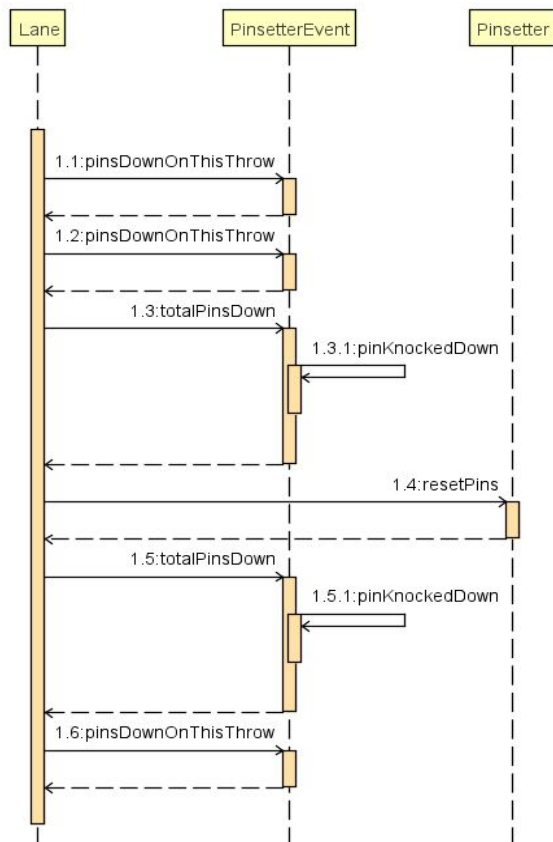 Lane
PinsetterEvent
Pinsetter
1.1:pinsDownOnThisThrow
1.2:pinsDownOnThisThrow
1.3:totalPinsDown
1.3.1:pinKnockedDown
1.4:resetPins
1.5:totalPinsDown
1.5.1:pinKnockedDown
1.6:pinsDownOnThisThrow